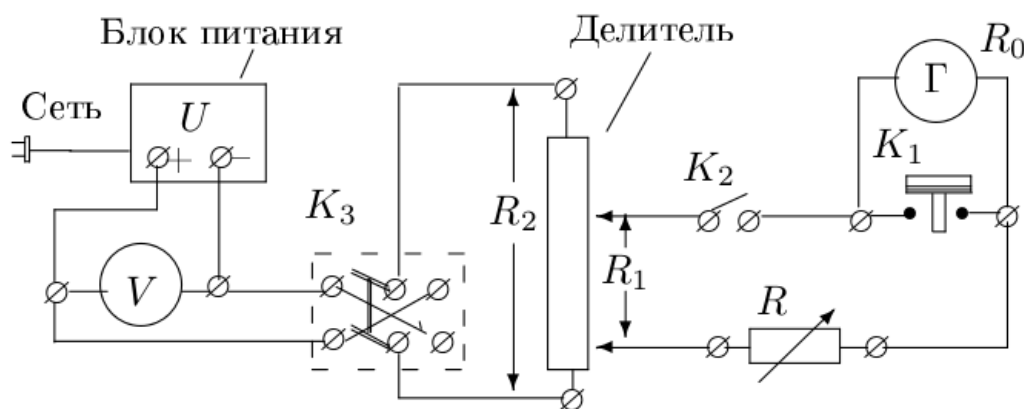 Блок питания
Делитель
R₀
Сеть
U
Γ
+
−
K₁
K₂
K₃
R₂
R₁
V
R